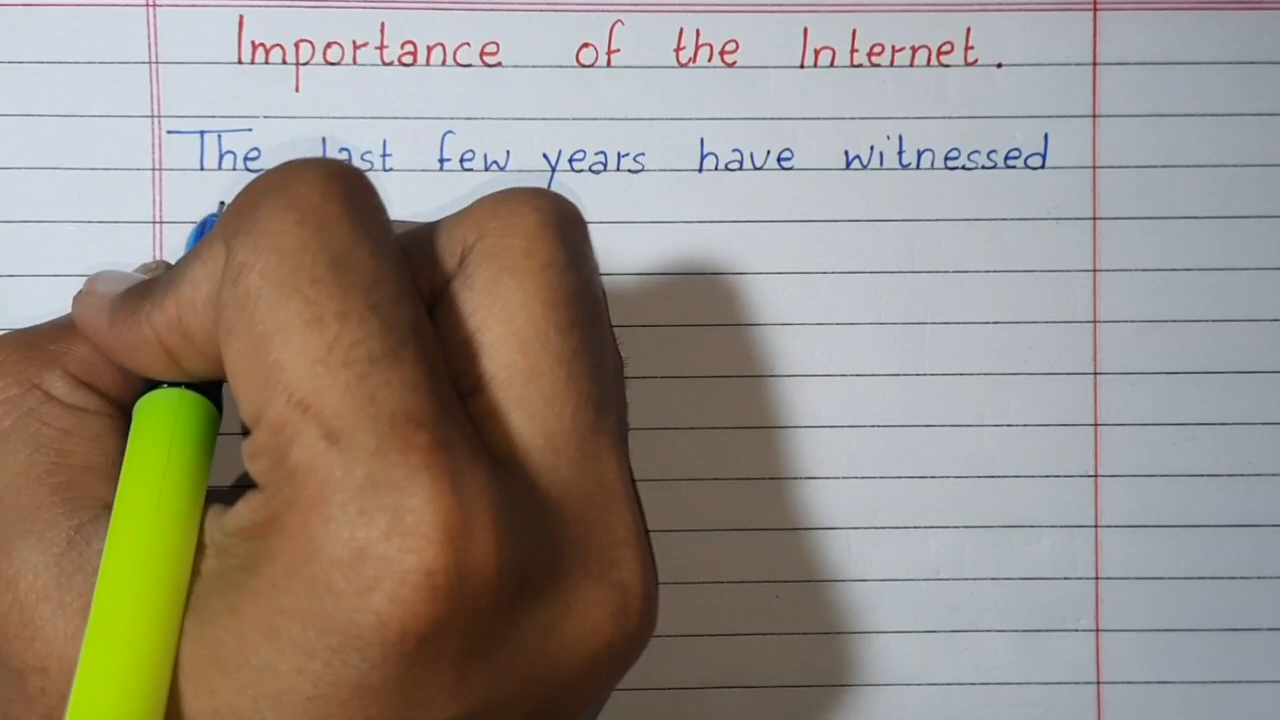 Importance of the Internet.
The last few years have witnessed